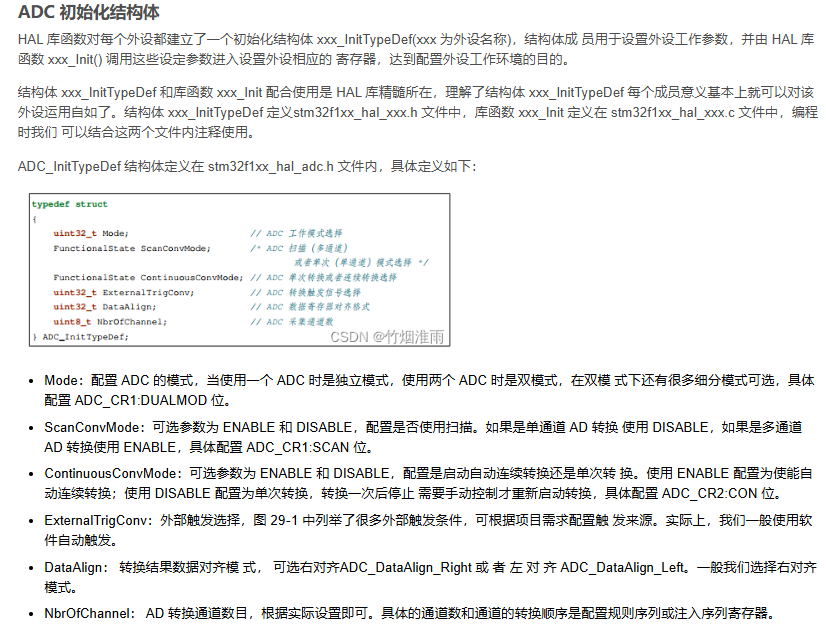 ADC 初始化结构体
HAL 库函数对每个外设都建立了一个初始化结构体 xxx_InitTypeDef(xxx 为外设名称)，结构体成 员用于设置外设工作参数，并由 HAL 库
函数 xxx_Init() 调用这些设定参数进入设置外设相应的 寄存器，达到配置外设工作环境的目的。
结构体 xxx_InitTypeDef 和库函数 xxx_Init 配合使用是 HAL 库精髓所在，理解了结构体 xxx_InitTypeDef 每个成员意义基本上就可以对该
外设运用自如了。结构体 xxx_InitTypeDef 定义stm32f1xx_hal_xxx.h 文件中，库函数 xxx_Init 定义在 stm32f1xx_hal_xxx.c 文件中，编程
时我们 可以结合这两个文件内注释使用。
ADC_InitTypeDef 结构体定义在 stm32f1xx_hal_adc.h 文件内，具体定义如下：
typedef struct
{
uint32_t Mode; // ADC 工作模式选择
FunctionalState ScanConvMode; /* ADC 扫描（多通道）
或者单次（单通道）模式选择 */
FunctionalState ContinuousConvMode; // ADC 单次转换或者连续转换选择
uint32_t ExternalTrigConv; // ADC 转换触发信号选择
uint32_t DataAlign; // ADC 数据寄存器对齐格式
uint8_t NbrOfChannel; // ADC 采集通道数
} ADC_InitTypeDef;
CSDN @竹烟淮雨
• Mode：配置 ADC 的模式，当使用一个 ADC 时是独立模式，使用两个 ADC 时是双模式，在双模 式下还有很多细分模式可选，具体
配置 ADC_CR1:DUALMOD 位。
• ScanConvMode：可选参数为 ENABLE 和 DISABLE，配置是否使用扫描。如果是单通道 AD 转换 使用 DISABLE，如果是多通道
AD 转换使用 ENABLE，具体配置 ADC_CR1:SCAN 位。
• ContinuousConvMode：可选参数为 ENABLE 和 DISABLE，配置是启动自动连续转换还是单次转 换。使用 ENABLE 配置为使能自
动连续转换；使用 DISABLE 配置为单次转换，转换一次后停止 需要手动控制才重新启动转换，具体配置 ADC_CR2:CON 位。
• ExternalTrigConv：外部触发选择，图 29-1 中列举了很多外部触发条件，可根据项目需求配置触 发来源。实际上，我们一般使用软
件自动触发。
• DataAlign： 转换结果数据对齐模 式， 可选右对齐ADC_DataAlign_Right 或 者 左 对 齐 ADC_DataAlign_Left。一般我们选择右对齐
模式。
• NbrOfChannel： AD 转换通道数目，根据实际设置即可。具体的通道数和通道的转换顺序是配置规则序列或注入序列寄存器。